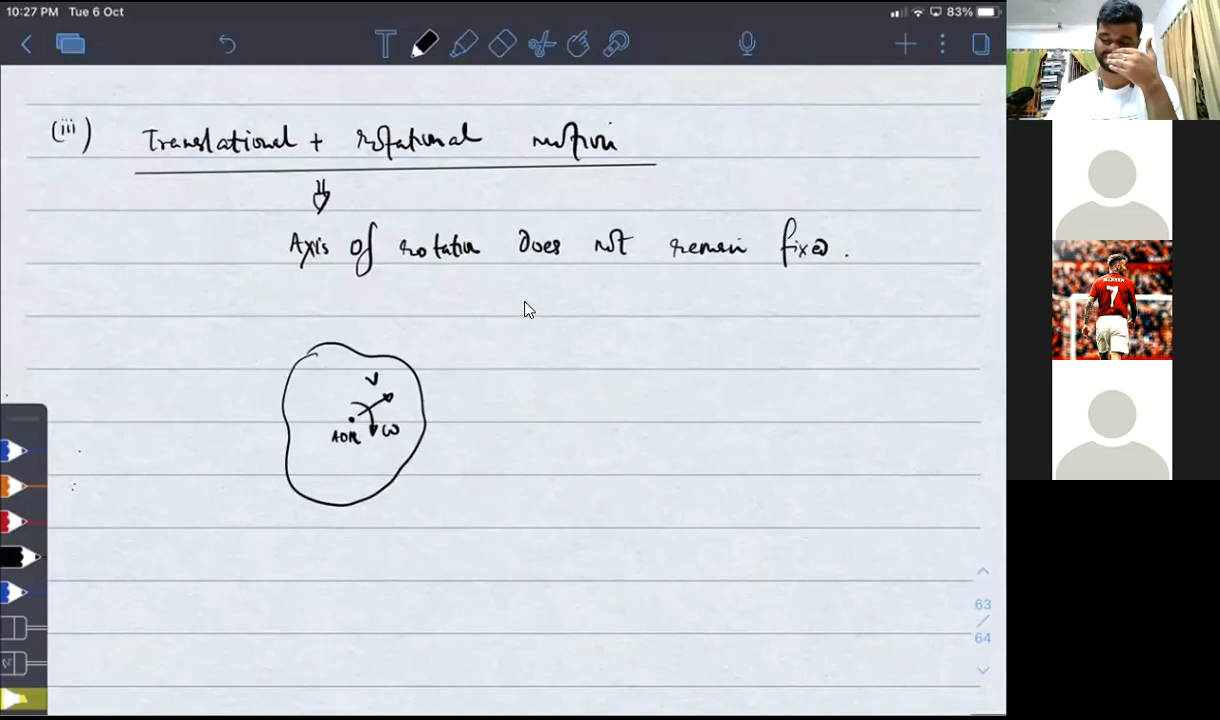 10:27 PM Tue 6 Oct
83%
(iii) Translational + rotational motion
Axis of rotation does not remain fixed.
V
AOR ω
7
63
/
64